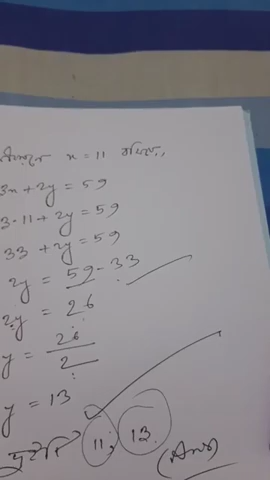 x = 11 বসিয়ে,
3x + 2y = 59
3·11 + 2y = 59
33 + 2y = 59
2y = 59 - 33
2y = 26
y = 26/2
y = 13
11, 13. (Ans)